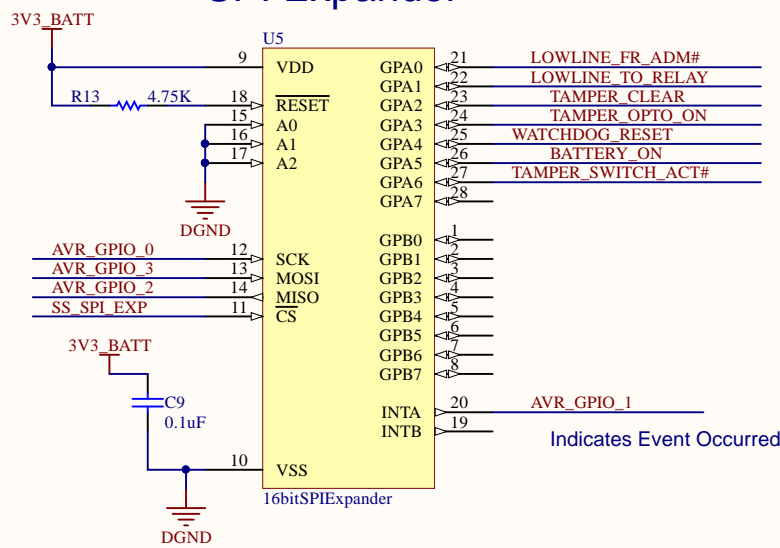 SPI Expander
3V3_BATT
U5
9 VDD GPA0 21 LOWLINE_FR_ADM#
GPA1 22 LOWLINE_TO_RELAY
R13 4.75K 18 RESET GPA2 23 TAMPER_CLEAR
15 A0 GPA3 24 TAMPER_OPTO_ON
16 A1 GPA4 25 WATCHDOG_RESET
17 A2 GPA5 26 BATTERY_ON
GPA6 27 TAMPER_SWITCH_ACT#
GPA7 28
DGND
GPB0 1
AVR_GPIO_0 12 SCK GPB1 2
AVR_GPIO_3 13 MOSI GPB2 3
AVR_GPIO_2 14 MISO GPB3 4
SS_SPI_EXP 11 CS GPB4 5
GPB5 6
3V3_BATT GPB6 7
GPB7 8
C9
0.1uF
INTA 20 AVR_GPIO_1
INTB 19
Indicates Event Occurred
10 VSS
16bitSPIExpander
DGND